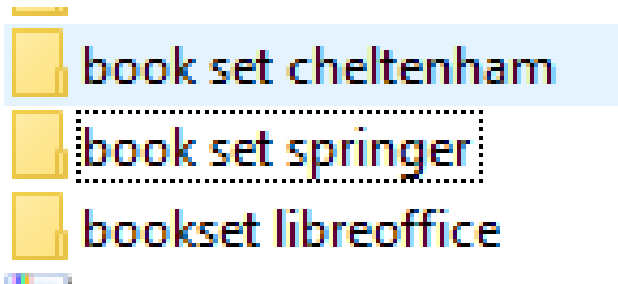 book set cheltenham
book set springer
bookset libreoffice